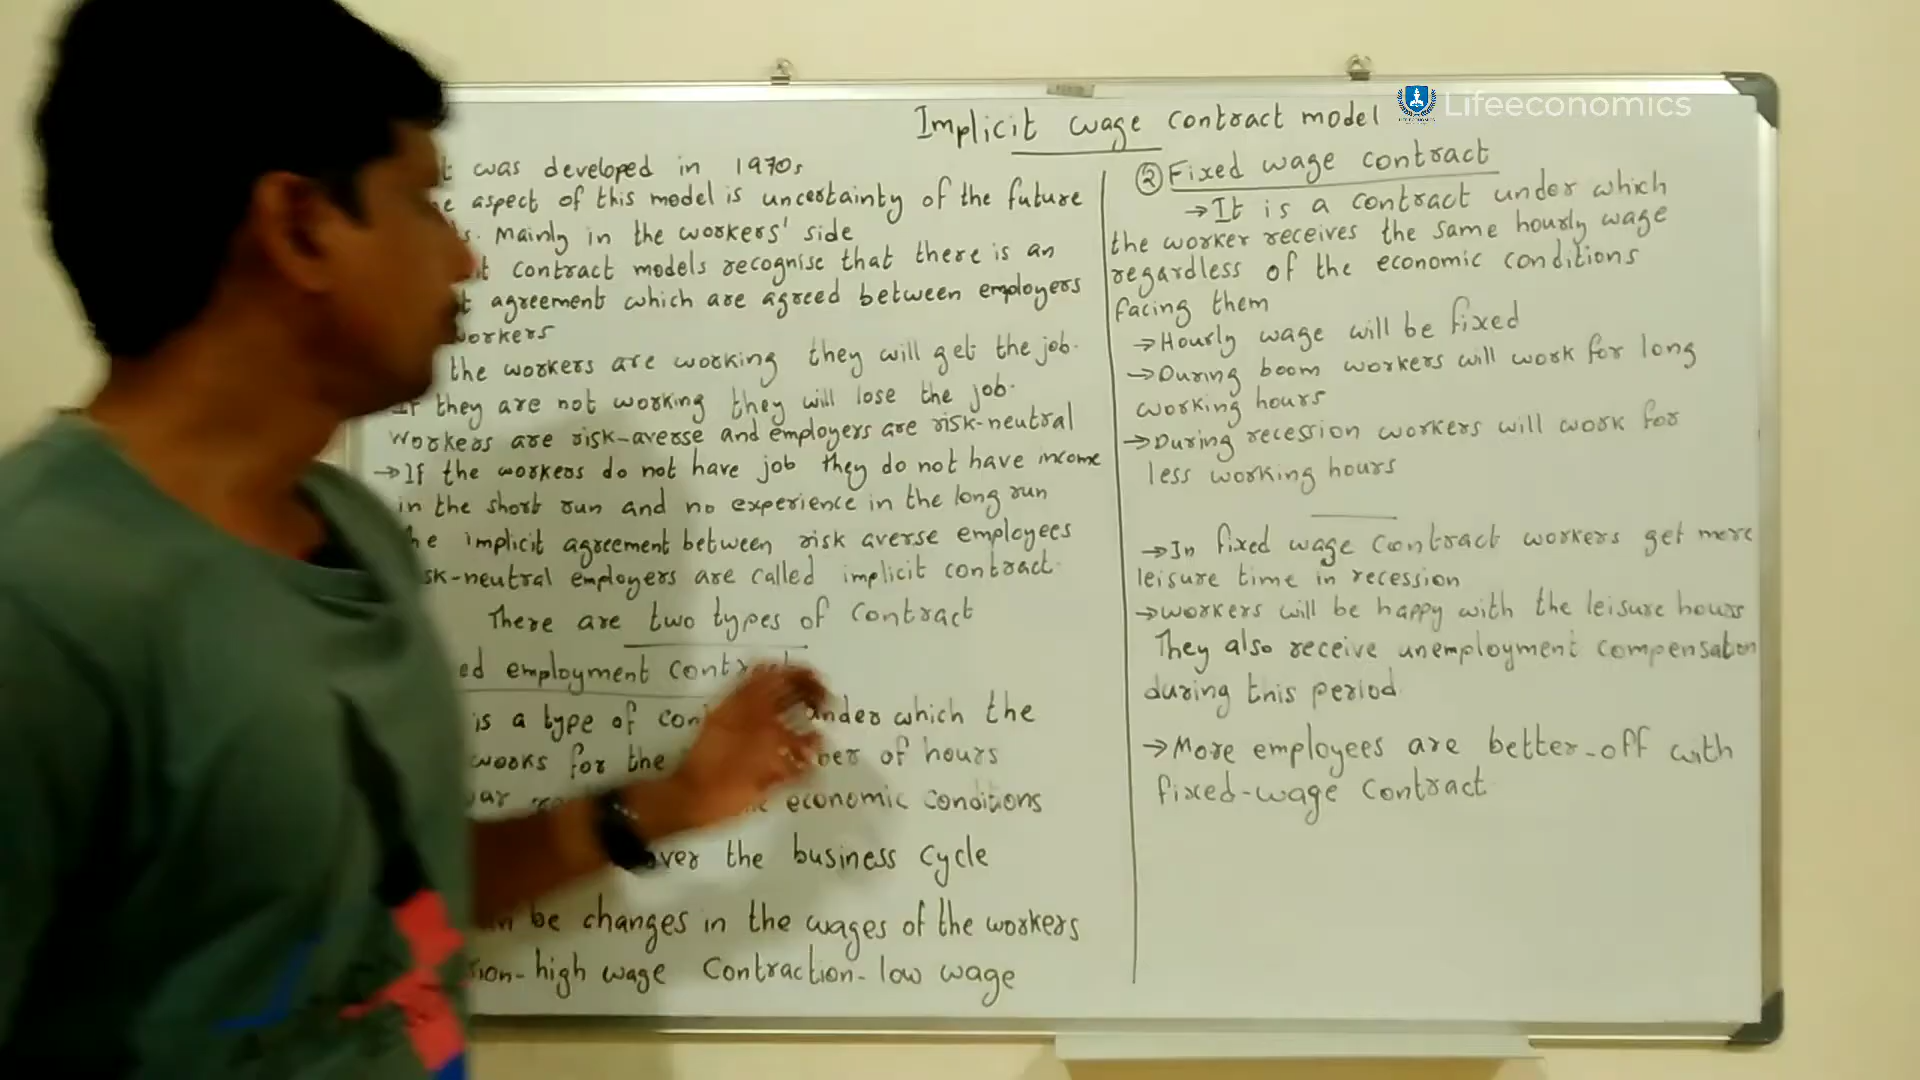 Implicit wage contract model
Lifeeconomics
was developed in 1970s
aspect of this model is uncertainty of the future
Mainly in the workers' side
contract models recognise that there is an
agreement which are agreed between employers
workers
the workers are working they will get the job.
If they are not working they will lose the job.
Workers are risk-averse and employers are risk-neutral
→If the workers do not have job they do not have income
in the short run and no experience in the long run
implicit agreement between risk averse employees
-neutral employers are called implicit contract.
There are two types of contract
employment contract
is a type of under which the
works for the of hours
economic conditions
over the business cycle
be changes in the wages of the workers
-high wage Contraction-low wage
② Fixed wage contract
→It is a contract under which
the worker receives the same hourly wage
regardless of the economic conditions
facing them
→Hourly wage will be fixed
→During boom workers will work for long
working hours
→During recession workers will work for
less working hours
→In fixed wage contract workers get more
leisure time in recession
→workers will be happy with the leisure hours
They also receive unemployment compensation
during this period
→More employees are better-off with
fixed-wage contract